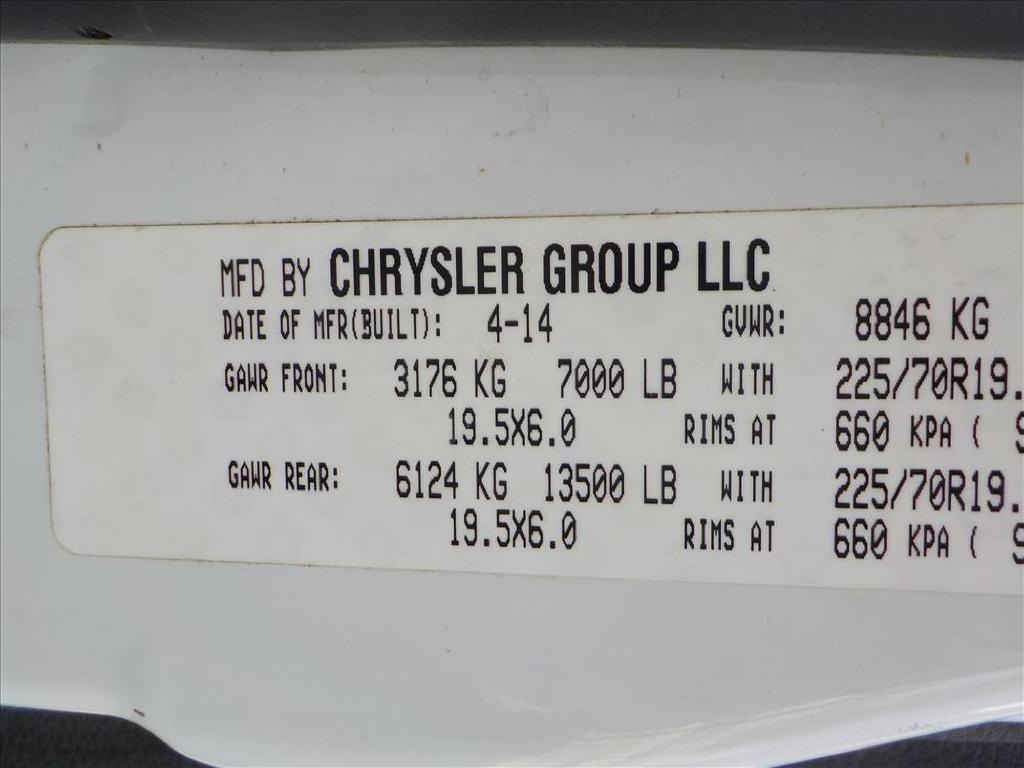 MFD BY CHRYSLER GROUP LLC
DATE OF MFR(BUILT): 4-14 GVWR: 8846 KG
GAWR FRONT: 3176 KG 7000 LB WITH 225/70R19.
19.5X6.0 RIMS AT 660 KPA (
GAWR REAR: 6124 KG 13500 LB WITH 225/70R19.
19.5X6.0 RIMS AT 660 KPA (